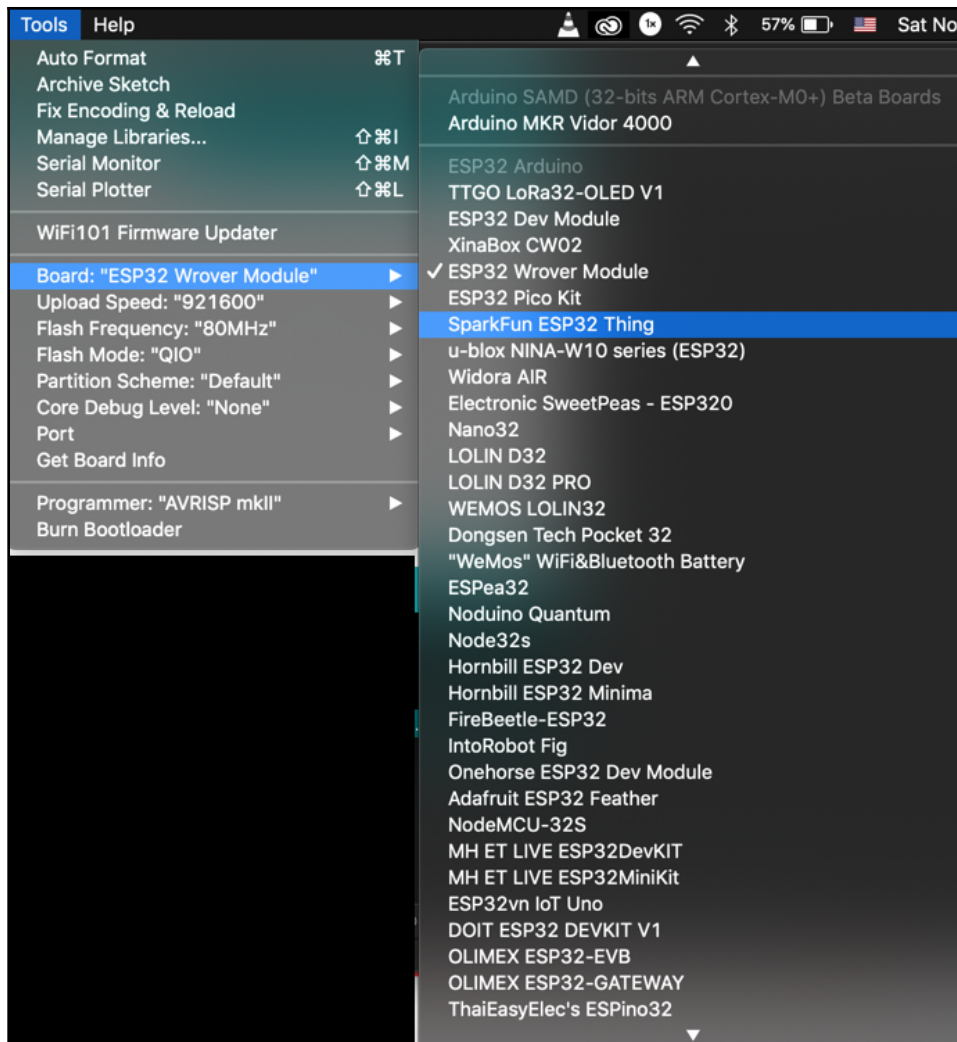 Tools Help 1x 57% Sat No
Auto Format ⌘T
Archive Sketch
Fix Encoding & Reload
Manage Libraries... ⇧⌘I
Serial Monitor ⇧⌘M
Serial Plotter ⇧⌘L
WiFi101 Firmware Updater
Board: "ESP32 Wrover Module"
Upload Speed: "921600"
Flash Frequency: "80MHz"
Flash Mode: "QIO"
Partition Scheme: "Default"
Core Debug Level: "None"
Port
Get Board Info
Programmer: "AVRISP mkII"
Burn Bootloader
Arduino SAMD (32-bits ARM Cortex-M0+) Beta Boards
Arduino MKR Vidor 4000
ESP32 Arduino
TTGO LoRa32-OLED V1
ESP32 Dev Module
XinaBox CW02
✓ ESP32 Wrover Module
ESP32 Pico Kit
SparkFun ESP32 Thing
u-blox NINA-W10 series (ESP32)
Widora AIR
Electronic SweetPeas - ESP320
Nano32
LOLIN D32
LOLIN D32 PRO
WEMOS LOLIN32
Dongsen Tech Pocket 32
"WeMos" WiFi&Bluetooth Battery
ESPea32
Noduino Quantum
Node32s
Hornbill ESP32 Dev
Hornbill ESP32 Minima
FireBeetle-ESP32
IntoRobot Fig
Onehorse ESP32 Dev Module
Adafruit ESP32 Feather
NodeMCU-32S
MH ET LIVE ESP32DevKIT
MH ET LIVE ESP32MiniKit
ESP32vn IoT Uno
DOIT ESP32 DEVKIT V1
OLIMEX ESP32-EVB
OLIMEX ESP32-GATEWAY
ThaiEasyElec's ESPino32